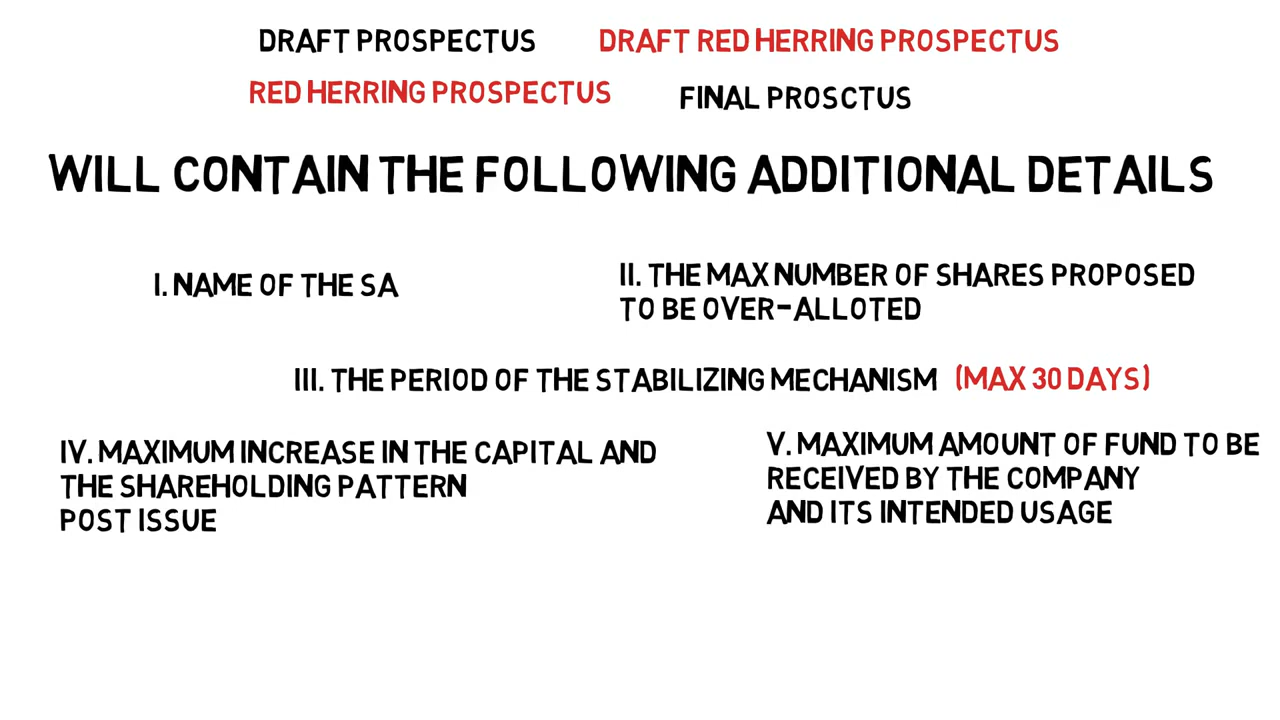 DRAFT PROSPECTUS
DRAFT RED HERRING PROSPECTUS
RED HERRING PROSPECTUS
FINAL PROSCTUS
WILL CONTAIN THE FOLLOWING ADDITIONAL DETAILS
I. NAME OF THE SA
II. THE MAX NUMBER OF SHARES PROPOSED
TO BE OVER-ALLOTED
III. THE PERIOD OF THE STABILIZING MECHANISM (MAX 30 DAYS)
IV. MAXIMUM INCREASE IN THE CAPITAL AND
THE SHAREHOLDING PATTERN
POST ISSUE
V. MAXIMUM AMOUNT OF FUND TO BE
RECEIVED BY THE COMPANY
AND ITS INTENDED USAGE